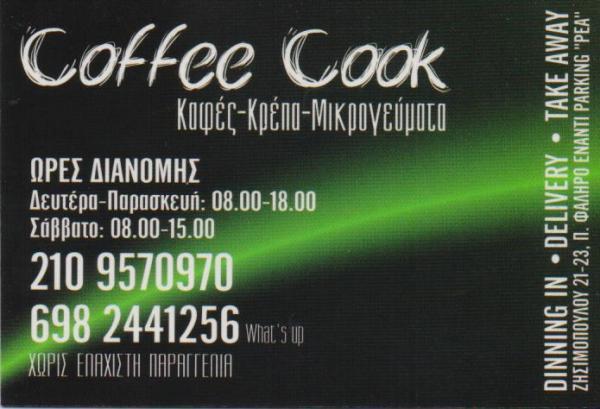 Coffee Cook
Καφές-Κρέπα-Μικρογεύματα
ΩΡΕΣ ΔΙΑΝΟΜΗΣ
Δευτέρα-Παρασκευή: 08.00-18.00
Σάββατο: 08.00-15.00
210 9570970
698 2441256 What's up
ΧΩΡΙΣ ΕΛΑΧΙΣΤΗ ΠΑΡΑΓΓΕΛΙΑ
DINNING IN • DELIVERY • TAKE AWAY
ΖΗΣΙΜΟΠΟΥΛΟΥ 21-23, Π. ΦΑΛΗΡΟ ΕΝΑΝΤΙ PARKING "ΡΕΑ"